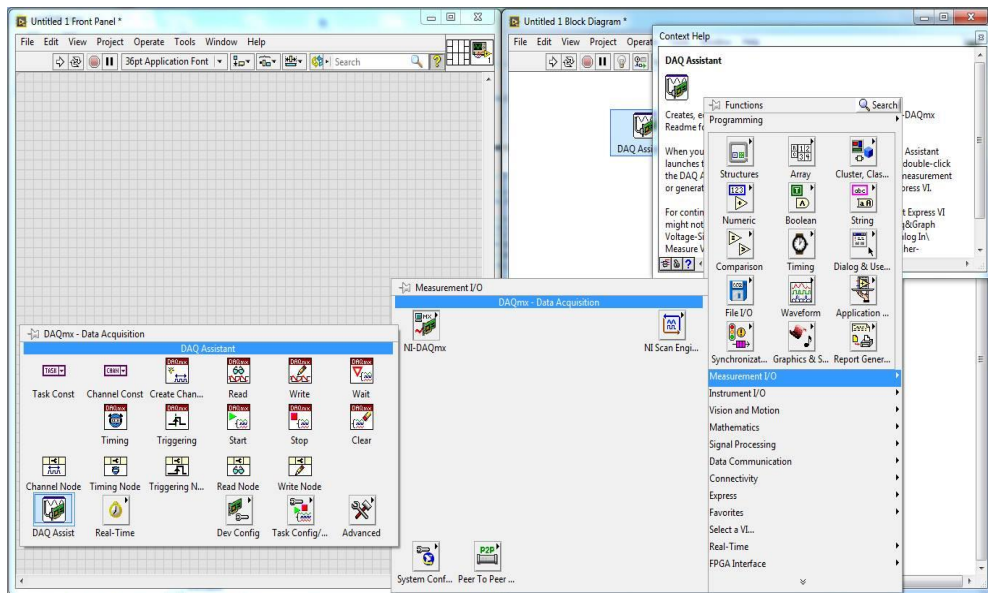 Untitled 1 Front Panel *
File Edit View Project Operate Tools Window Help
36pt Application Font
Search
Untitled 1 Block Diagram *
File Edit View Project Operat
DAQ Assi
Context Help
DAQ Assistant
Creates, e
-DAQmx
Readme fo
When you
Assistant
launches t
double-click
the DAQ A
measurement
or generat
press VI.
For contin
t Express VI
might not
g&Graph
Voltage-Si
log In\
Measure V
her-
Functions
Search
Programming
Structures
Array
Cluster, Clas...
Numeric
Boolean
String
Comparison
Timing
Dialog & Use...
File I/O
Waveform
Application ...
Synchronizat...
Graphics & S...
Report Gener...
Measurement I/O
Instrument I/O
Vision and Motion
Mathematics
Signal Processing
Data Communication
Connectivity
Express
Favorites
Select a VI...
Real-Time
FPGA Interface
Measurement I/O
DAQmx - Data Acquisition
NI-DAQmx
NI Scan Engi...
System Conf...
Peer To Peer ...
DAQmx - Data Acquisition
DAQ Assistant
Task Const
Channel Const
Create Chan...
Read
Write
Wait
Timing
Triggering
Start
Stop
Clear
Channel Node
Timing Node
Triggering N...
Read Node
Write Node
DAQ Assist
Real-Time
Dev Config
Task Config/...
Advanced